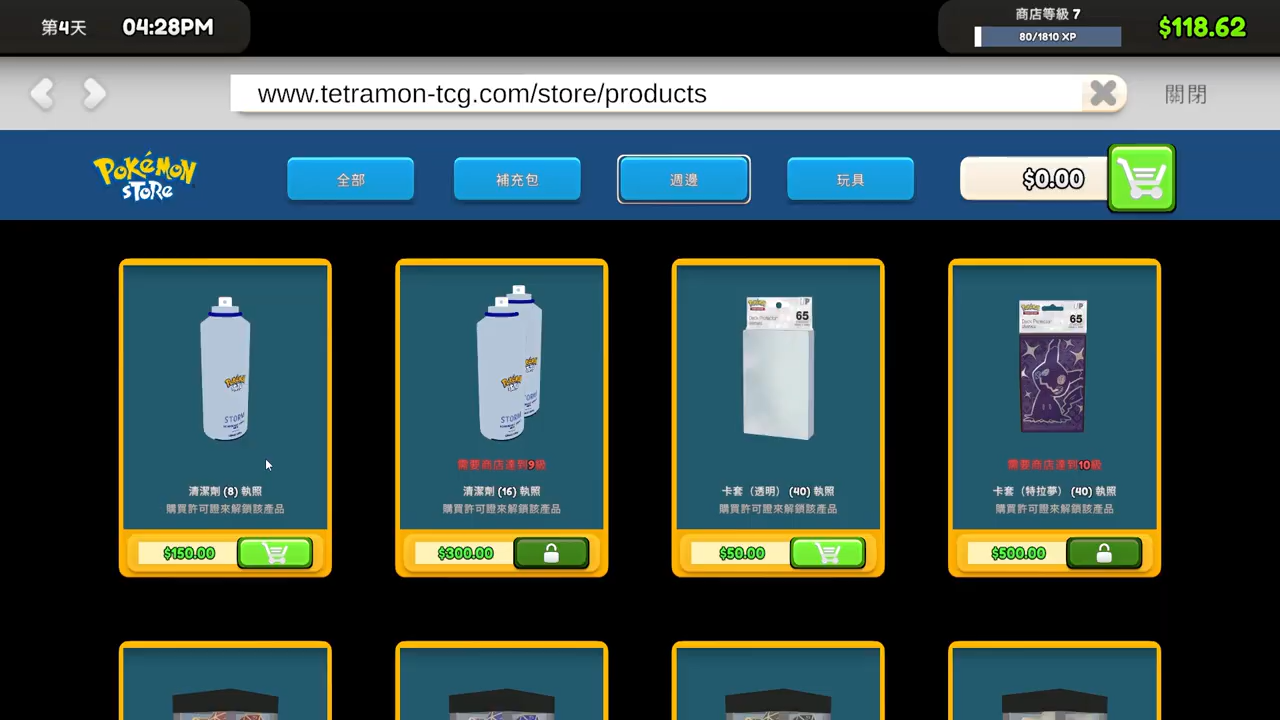 第4天
04:28PM
商店等級 7
80/1810 XP
$118.62
www.tetramon-tcg.com/store/products
關閉
POKéMON
STORE
全部
補充包
週邊
玩具
$0.00
65
65
需要商店達到9級
需要商店達到10級
清潔劑 (8) 執照
購買許可證來解鎖該產品
清潔劑 (16) 執照
購買許可證來解鎖該產品
卡套（透明） (40) 執照
購買許可證來解鎖該產品
卡套（特拉夢） (40) 執照
購買許可證來解鎖該產品
$150.00
$300.00
$50.00
$500.00